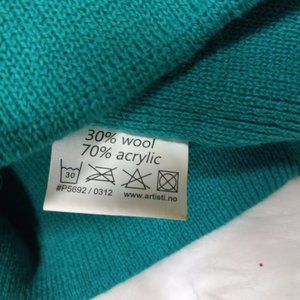 30% wool
70% acrylic
30
#P5692 / 0312 www.artisti.no